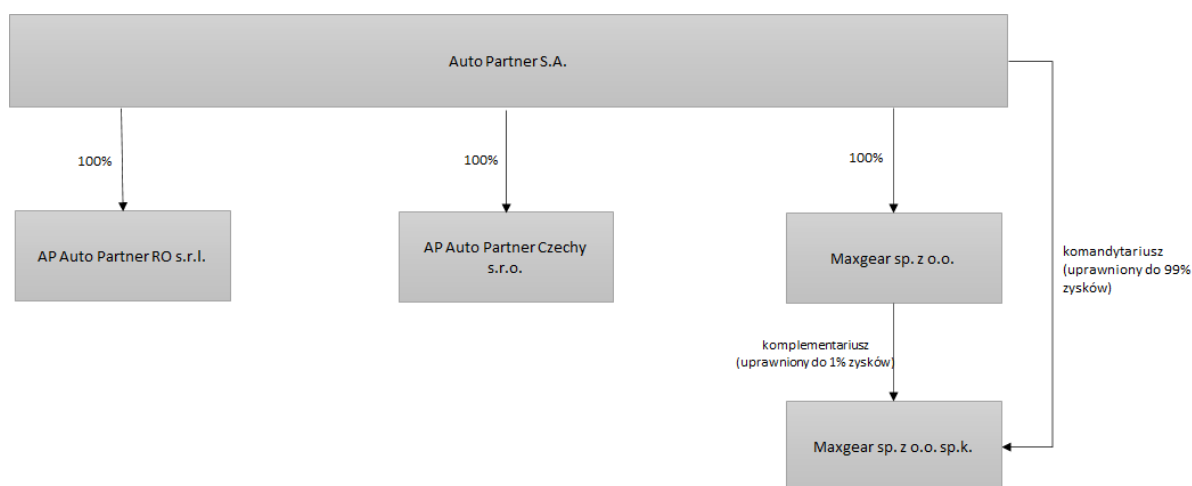 Auto Partner S.A.
100%
100%
100%
AP Auto Partner RO s.r.l.
AP Auto Partner Czechy
s.r.o.
Maxgear sp. z o.o.
komandytariusz
(uprawniony do 99%
zysków)
komplementariusz
(uprawniony do 1% zysków)
Maxgear sp. z o.o. sp.k.